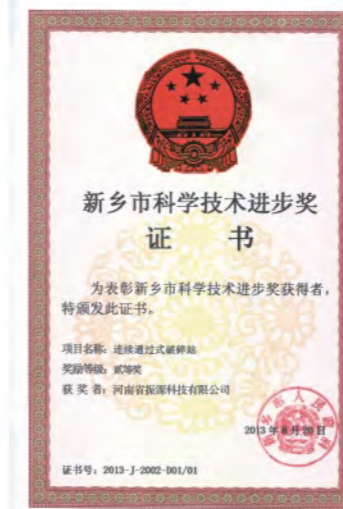 新乡市科学技术进步奖
证 书
为表彰新乡市科学技术进步奖获得者，
特颁发此证书。
项目名称：连续通过式破碎站
奖励等级：贰等奖
获 奖 者：河南省振源科技有限公司
2013年8月20日
证书号：2013-J-2002-D01/01